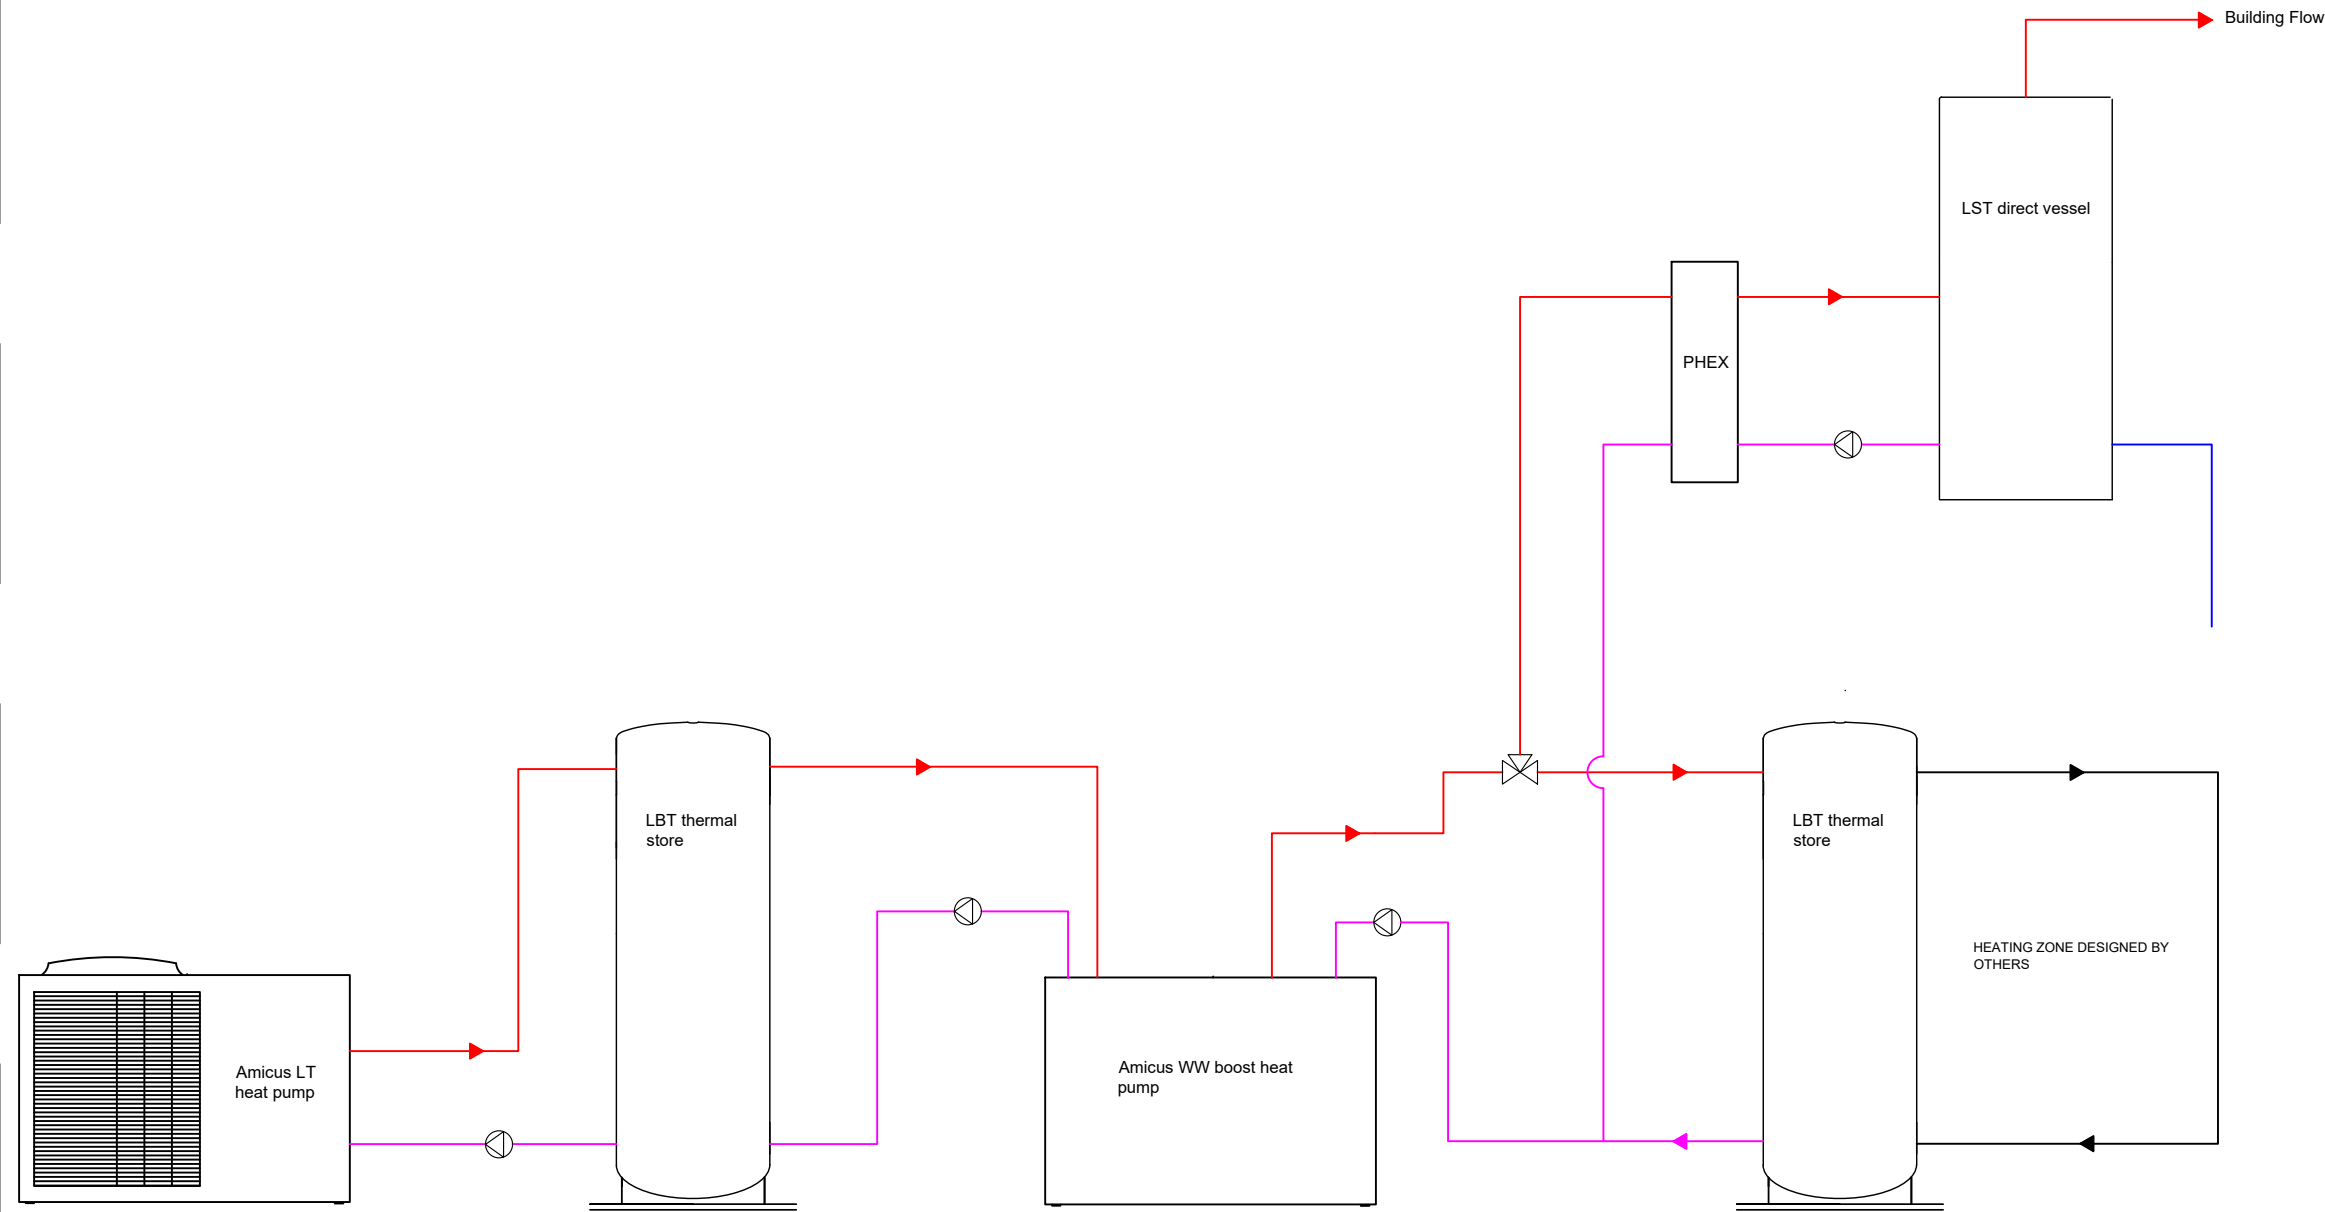 Building Flow
LST direct vessel
PHEX
LBT thermal
store
LBT thermal
store
HEATING ZONE DESIGNED BY
OTHERS
Amicus LT
heat pump
Amicus WW boost heat
pump